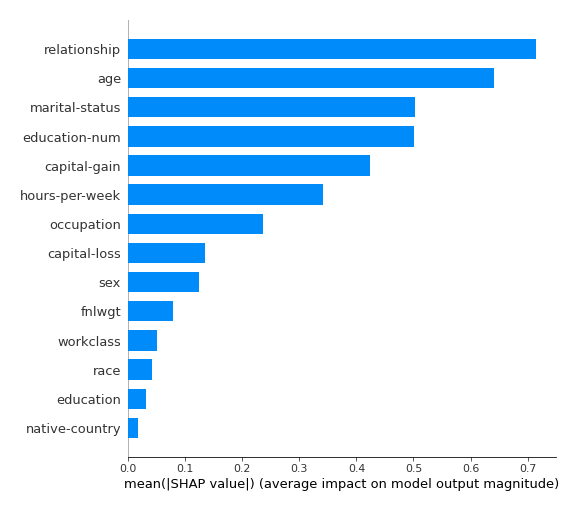 relationship
age
marital-status
education-num
capital-gain
hours-per-week
occupation
capital-loss
sex
fnlwgt
workclass
race
education
native-country
0.0 0.1 0.2 0.3 0.4 0.5 0.6 0.7
mean(|SHAP value|) (average impact on model output magnitude)